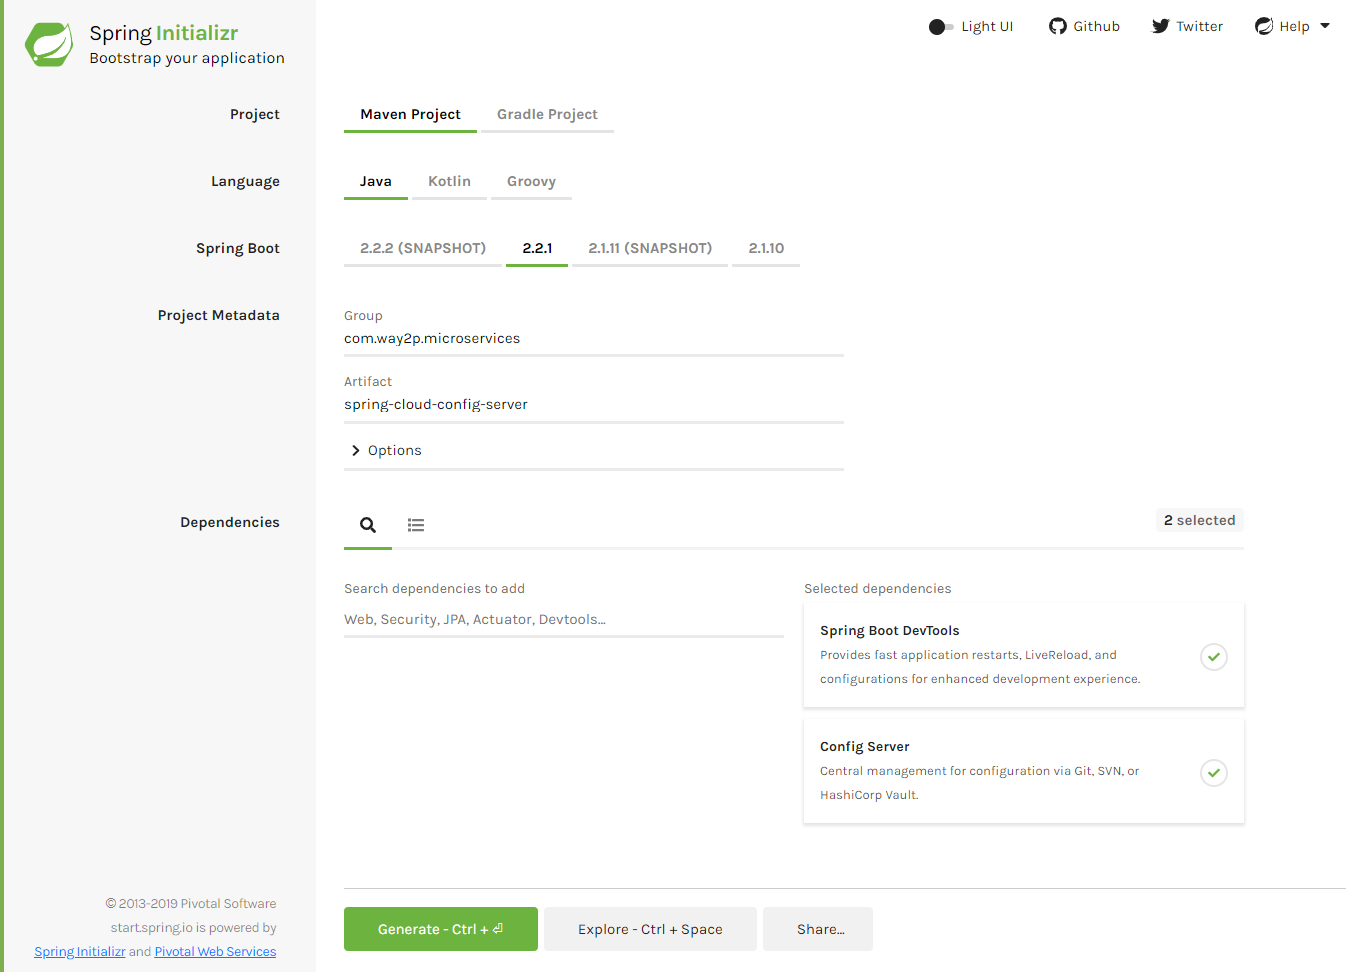 Spring Initializr
Bootstrap your application
Light UI
Github
Twitter
Help
Project
Maven Project
Gradle Project
Language
Java
Kotlin
Groovy
Spring Boot
2.2.2 (SNAPSHOT)
2.2.1
2.1.11 (SNAPSHOT)
2.1.10
Project Metadata
Group
com.way2p.microservices
Artifact
spring-cloud-config-server
Options
Dependencies
2 selected
Search dependencies to add
Web, Security, JPA, Actuator, Devtools...
Selected dependencies
Spring Boot DevTools
Provides fast application restarts, LiveReload, and
configurations for enhanced development experience.
Config Server
Central management for configuration via Git, SVN, or
HashiCorp Vault.
© 2013-2019 Pivotal Software
start.spring.io is powered by
Spring Initializr and Pivotal Web Services
Generate - Ctrl + ⏎
Explore - Ctrl + Space
Share...